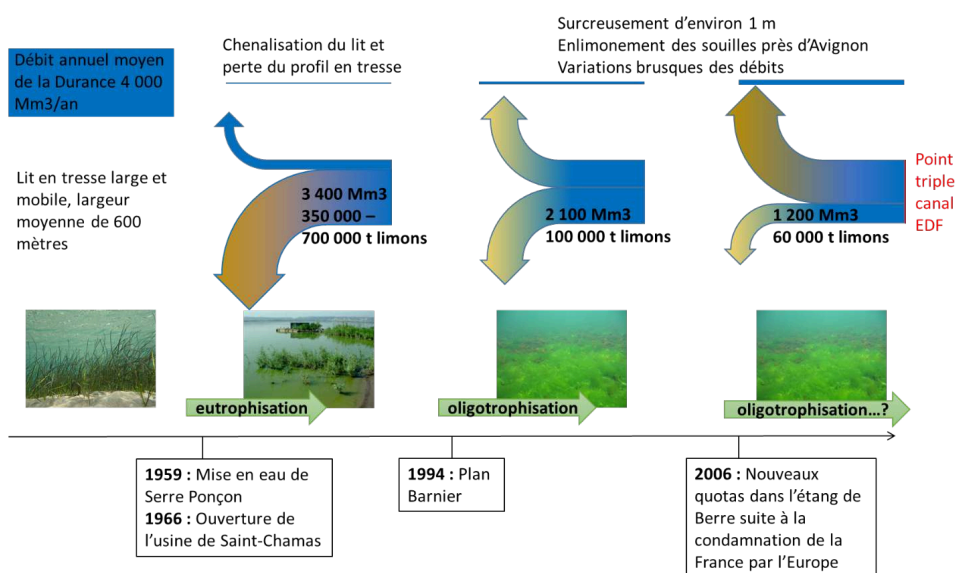 Débit annuel moyen
de la Durance 4 000
Mm3/an
Chenalisation du lit et
perte du profil en tresse
Surcreusement d'environ 1 m
Enlimonement des souilles près d'Avignon
Variations brusques des débits
Lit en tresse large et
mobile, largeur
moyenne de 600
mètres
3 400 Mm3
350 000 –
700 000 t limons
2 100 Mm3
100 000 t limons
1 200 Mm3
60 000 t limons
Point
triple
canal
EDF
eutrophisation
oligotrophisation
oligotrophisation...?
1959 : Mise en eau de
Serre Ponçon
1966 : Ouverture de
l'usine de Saint-Chamas
1994 : Plan
Barnier
2006 : Nouveaux
quotas dans l'étang de
Berre suite à la
condamnation de la
France par l'Europe